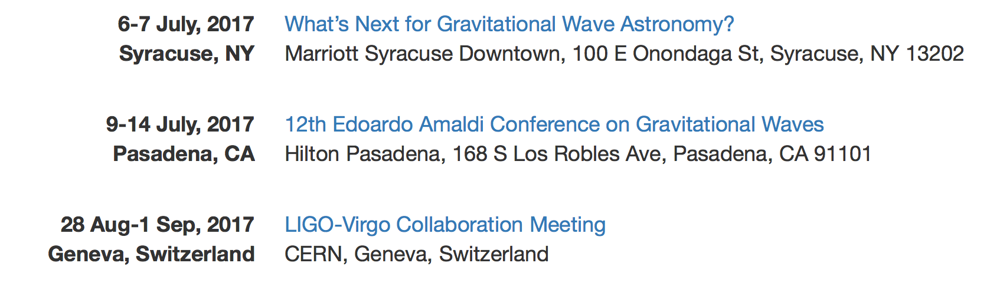 6-7 July, 2017 What’s Next for Gravitational Wave Astronomy?
Syracuse, NY Marriott Syracuse Downtown, 100 E Onondaga St, Syracuse, NY 13202
9-14 July, 2017 12th Edoardo Amaldi Conference on Gravitational Waves
Pasadena, CA Hilton Pasadena, 168 S Los Robles Ave, Pasadena, CA 91101
28 Aug-1 Sep, 2017 LIGO-Virgo Collaboration Meeting
Geneva, Switzerland CERN, Geneva, Switzerland